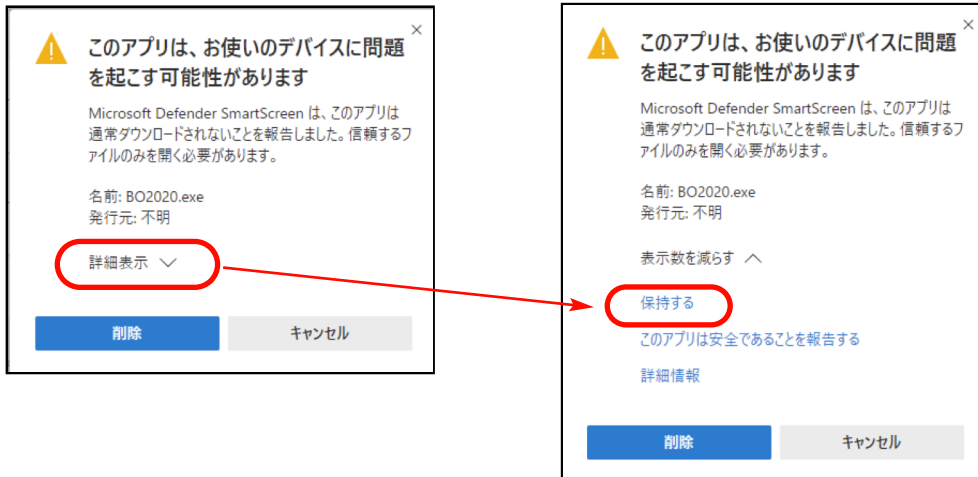 このアプリは、お使いのデバイスに問題
を起こす可能性があります
Microsoft Defender SmartScreen は、このアプリは
通常ダウンロードされないことを報告しました。信頼するフ
ァイルのみを開く必要があります。
名前: BO2020.exe
発行元: 不明
詳細表示
削除
キャンセル
このアプリは、お使いのデバイスに問題
を起こす可能性があります
Microsoft Defender SmartScreen は、このアプリは
通常ダウンロードされないことを報告しました。信頼するフ
ァイルのみを開く必要があります。
名前: BO2020.exe
発行元: 不明
表示数を減らす
保持する
このアプリは安全であることを報告する
詳細情報
削除
キャンセル